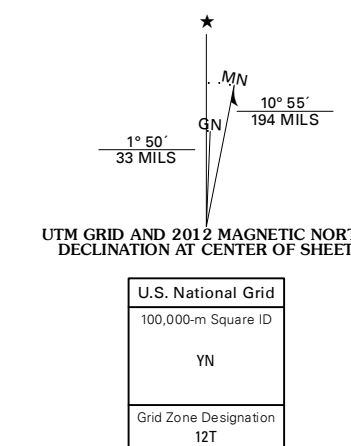 ★
MN
GN
10° 55´
194 MILS
1° 50´
33 MILS
UTM GRID AND 2012 MAGNETIC NORT
DECLINATION AT CENTER OF SHEET
U.S. National Grid
100,000-m Square ID
YN
Grid Zone Designation
12T